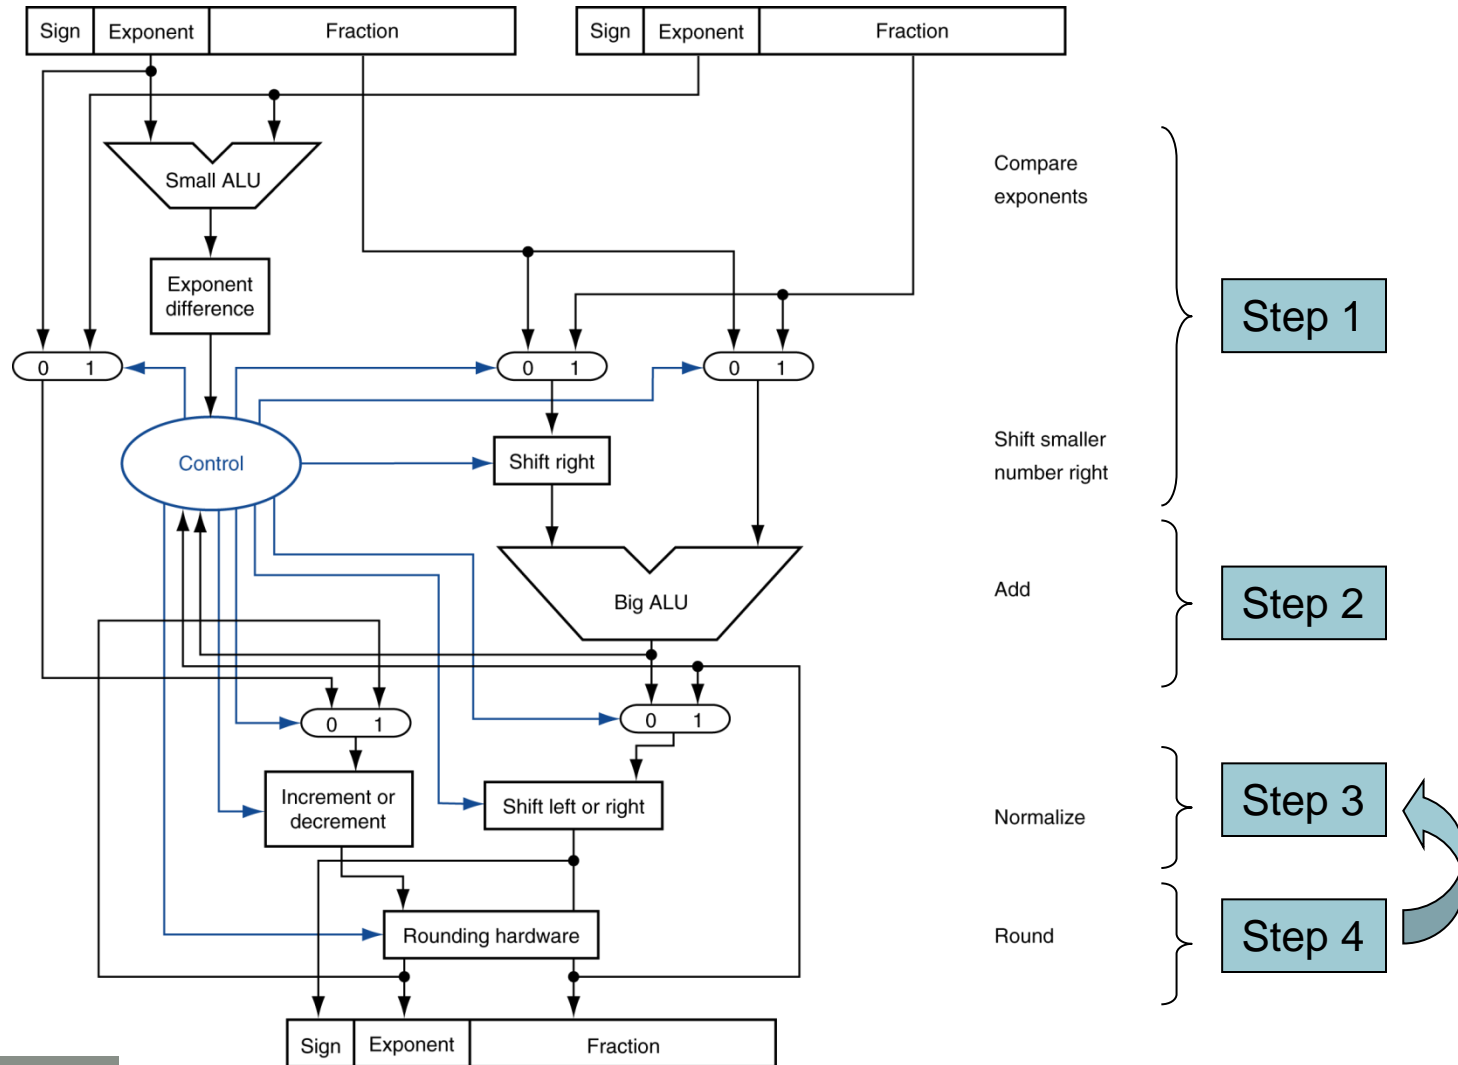 Sign Exponent Fraction
Sign Exponent Fraction
Small ALU
Compare
exponents
Exponent
difference
Step 1
0 1
0 1
0 1
Control
Shift right
Shift smaller
number right
Big ALU
Add
Step 2
0 1
0 1
Increment or
decrement
Shift left or right
Normalize
Step 3
Rounding hardware
Round
Step 4
Sign Exponent Fraction